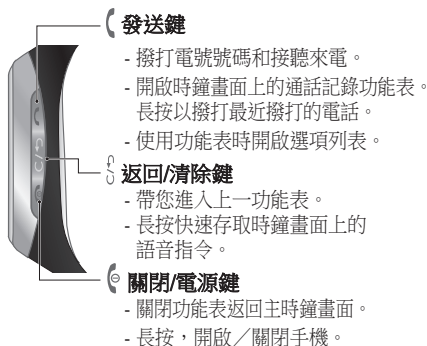 發送鍵
- 撥打電號號碼和接聽來電。
- 開啟時鐘畫面上的通話記錄功能表。
長按以撥打最近撥打的電話。
- 使用功能表時開啟選項列表。
返回/清除鍵
- 帶您進入上一功能表。
- 長按快速存取時鐘畫面上的
語音指令。
關閉/電源鍵
- 關閉功能表返回主時鐘畫面。
- 長按，開啟／關閉手機。